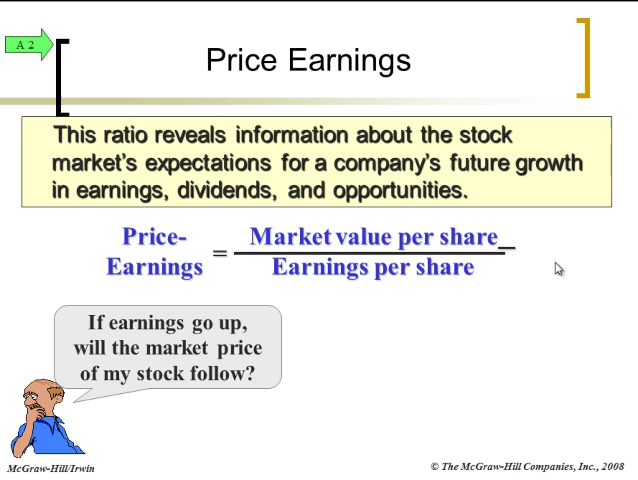 A 2
Price Earnings
This ratio reveals information about the stock
market's expectations for a company's future growth
in earnings, dividends, and opportunities.
Price-
Earnings
=
Market value per share
Earnings per share
If earnings go up,
will the market price
of my stock follow?
McGraw-Hill/Irwin
© The McGraw-Hill Companies, Inc., 2008